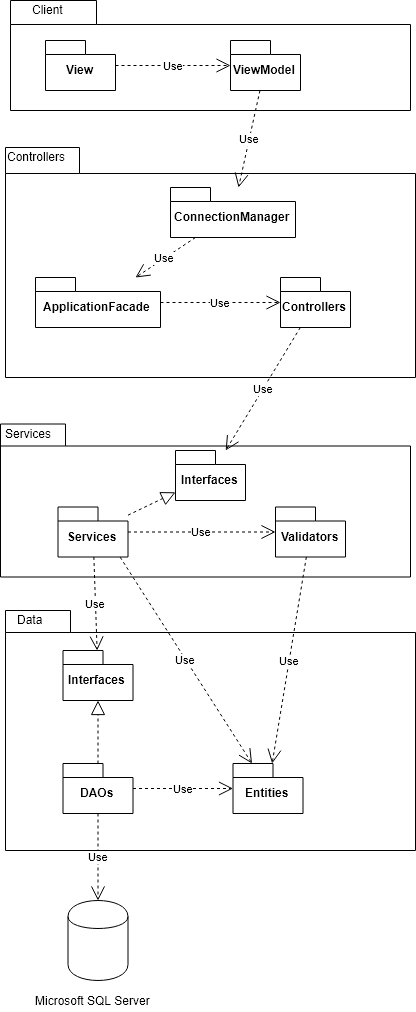 Client
View
Use
ViewModel
Use
Controllers
ConnectionManager
Use
ApplicationFacade
Use
Controllers
Use
Services
Interfaces
Services
Use
Validators
Use
Data
Use
Use
Interfaces
DAOs
Use
Entities
Use
Microsoft SQL Server